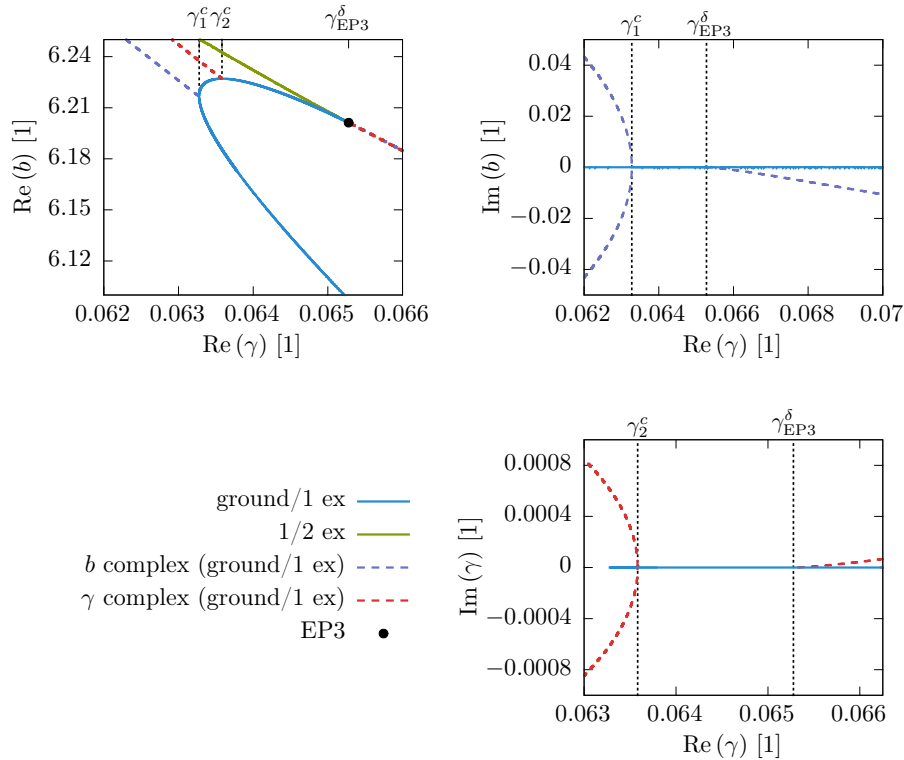 γ₁ᶜ γ₂ᶜ γ_EP3^δ
6.24
6.21
6.18
6.15
6.12
Re (b) [1]
0.062 0.063 0.064 0.065 0.066
Re (γ) [1]
γ₁ᶜ γ_EP3^δ
0.04
0.02
0
−0.02
−0.04
Im (b) [1]
0.062 0.064 0.066 0.068 0.07
Re (γ) [1]
ground/1 ex
1/2 ex
b complex (ground/1 ex)
γ complex (ground/1 ex)
EP3
γ₂ᶜ γ_EP3^δ
0.0008
0.0004
0
−0.0004
−0.0008
Im (γ) [1]
0.063 0.064 0.065 0.066
Re (γ) [1]